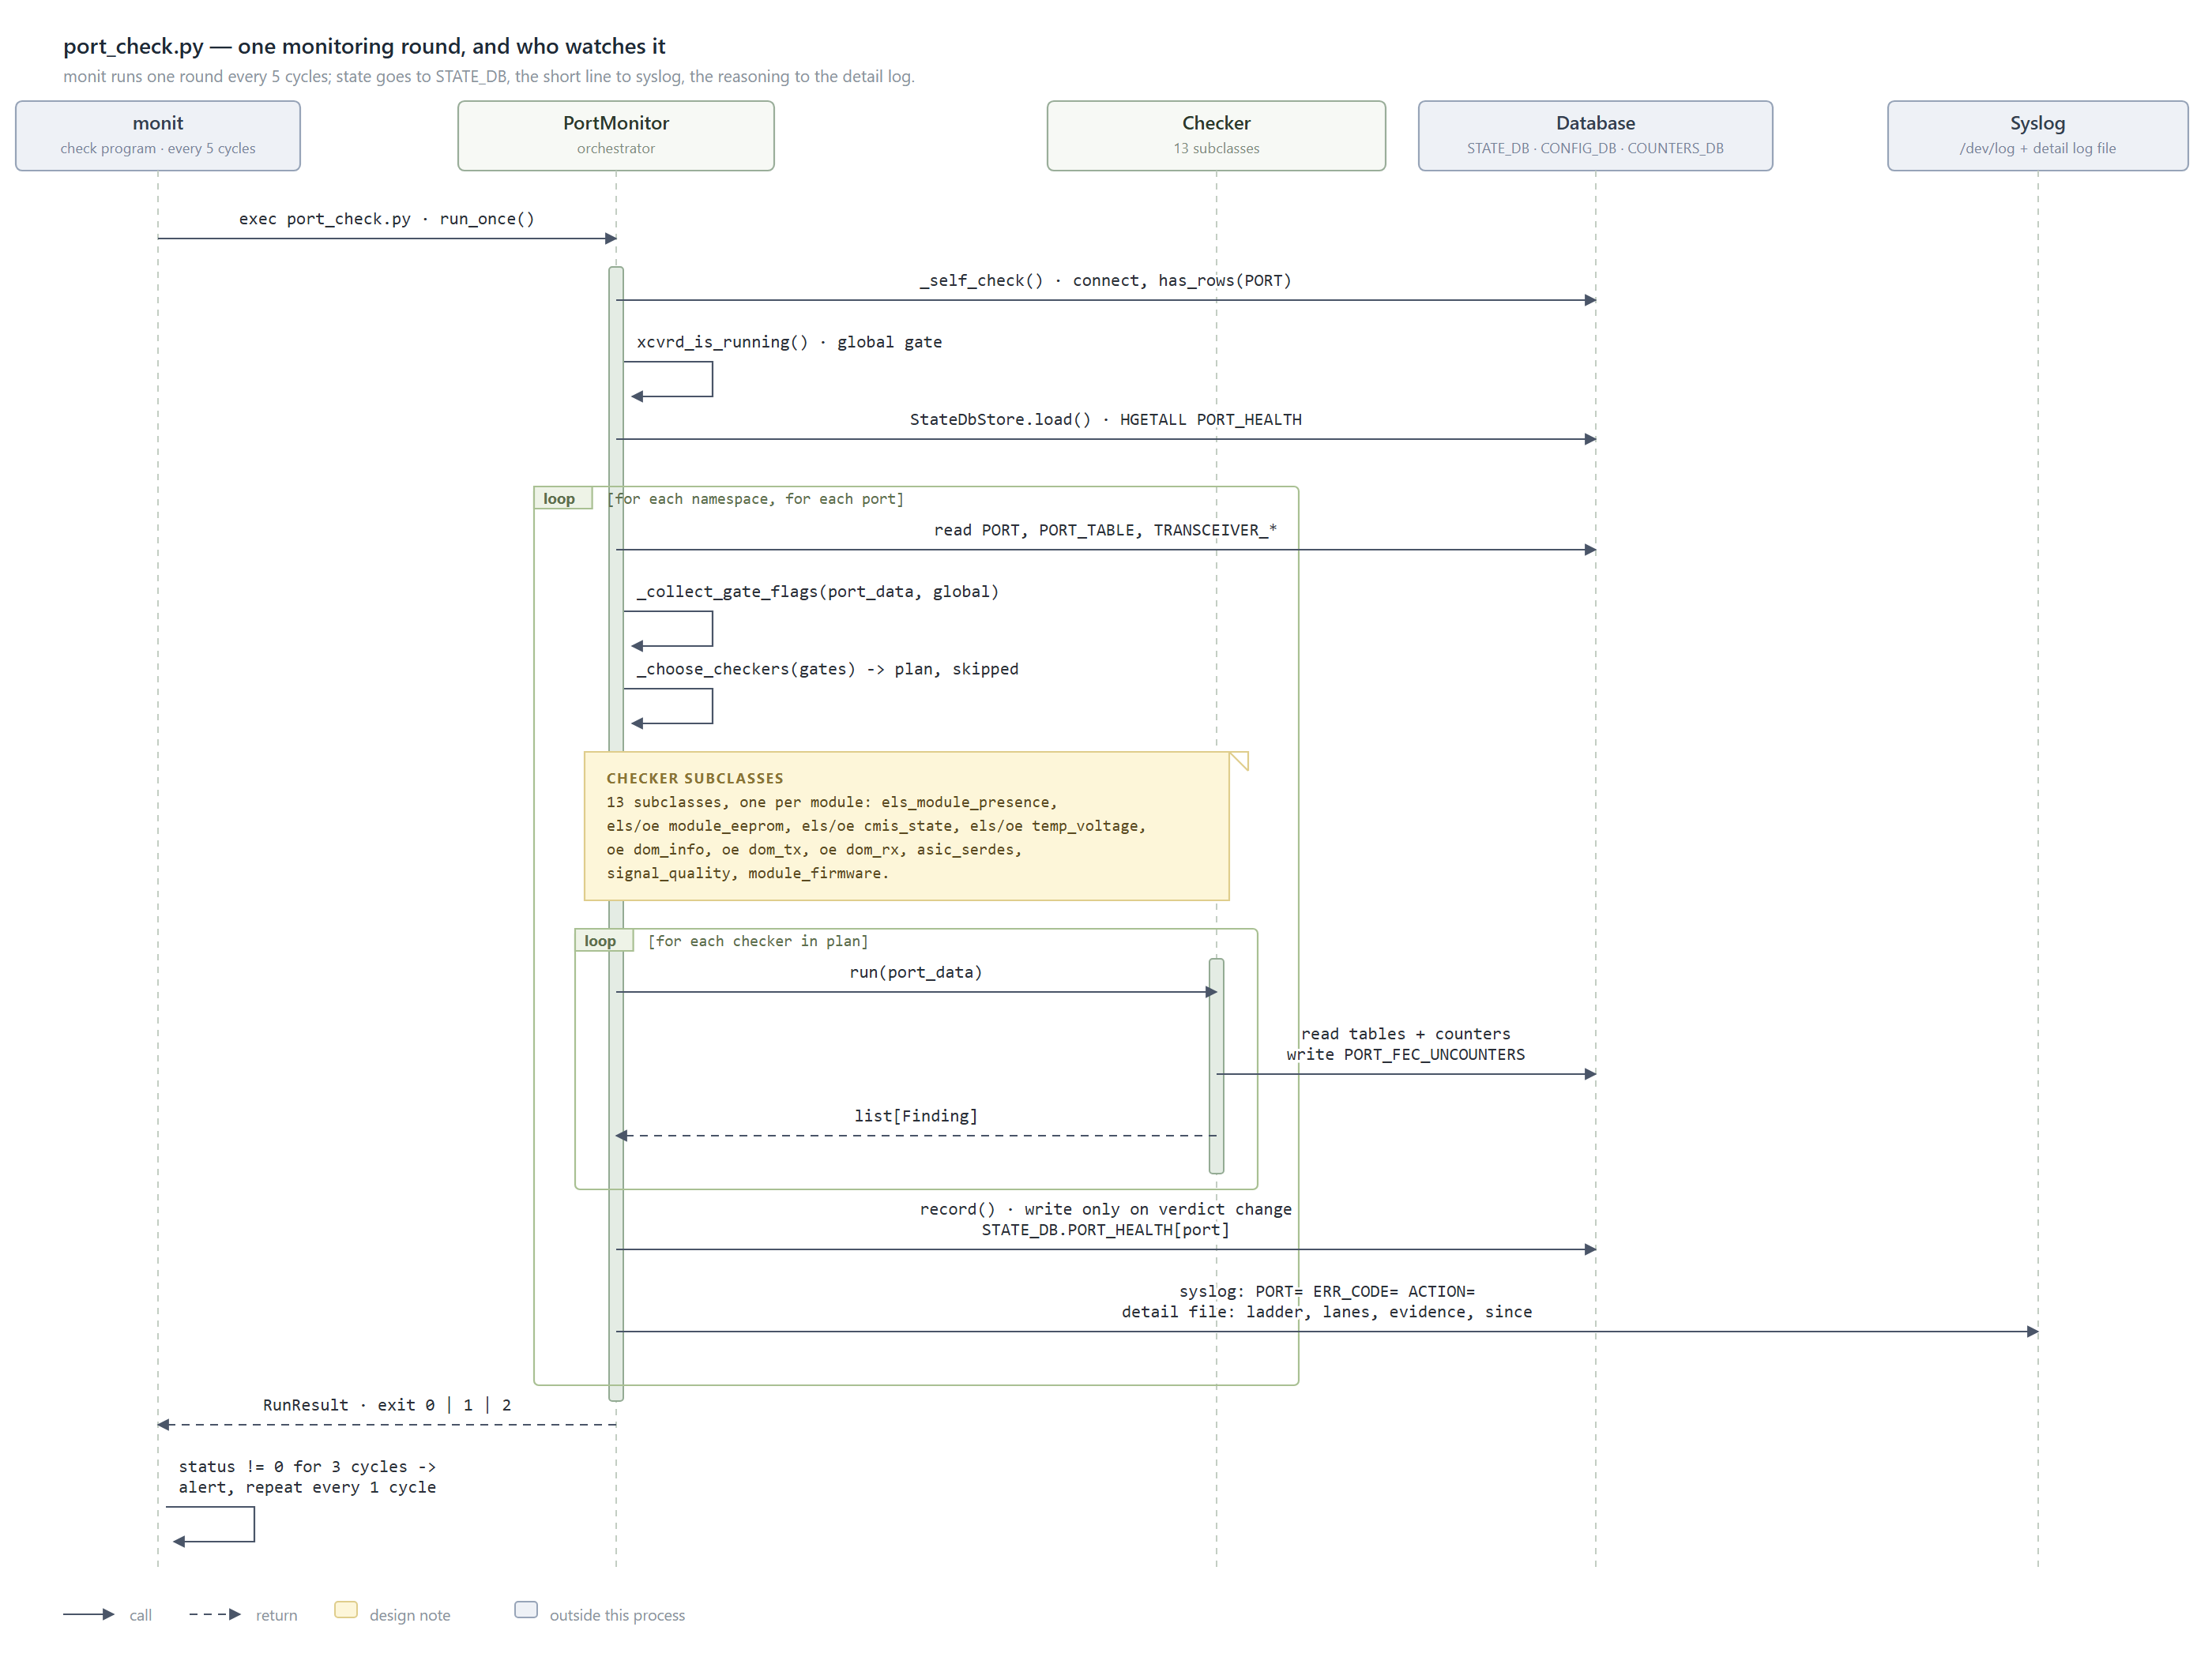 port_check.py — one monitoring round, and who watches it
monit runs one round every 5 cycles; state goes to STATE_DB, the short line to syslog, the reasoning to the detail log.
monit
check program · every 5 cycles
PortMonitor
orchestrator
Checker
13 subclasses
Database
STATE_DB · CONFIG_DB · COUNTERS_DB
Syslog
/dev/log + detail log file
exec port_check.py · run_once()
_self_check() · connect, has_rows(PORT)
xcvrd_is_running() · global gate
StateDbStore.load() · HGETALL PORT_HEALTH
loop [for each namespace, for each port]
read PORT, PORT_TABLE, TRANSCEIVER_*
_collect_gate_flags(port_data, global)
_choose_checkers(gates) -> plan, skipped
CHECKER SUBCLASSES
13 subclasses, one per module: els_module_presence,
els/oe module_eeprom, els/oe cmis_state, els/oe temp_voltage,
oe dom_info, oe dom_tx, oe dom_rx, asic_serdes,
signal_quality, module_firmware.
loop [for each checker in plan]
run(port_data)
read tables + counters
write PORT_FEC_UNCOUNTERS
list[Finding]
record() · write only on verdict change
STATE_DB.PORT_HEALTH[port]
syslog: PORT= ERR_CODE= ACTION=
detail file: ladder, lanes, evidence, since
RunResult · exit 0 | 1 | 2
status != 0 for 3 cycles ->
alert, repeat every 1 cycle
call
return
design note
outside this process